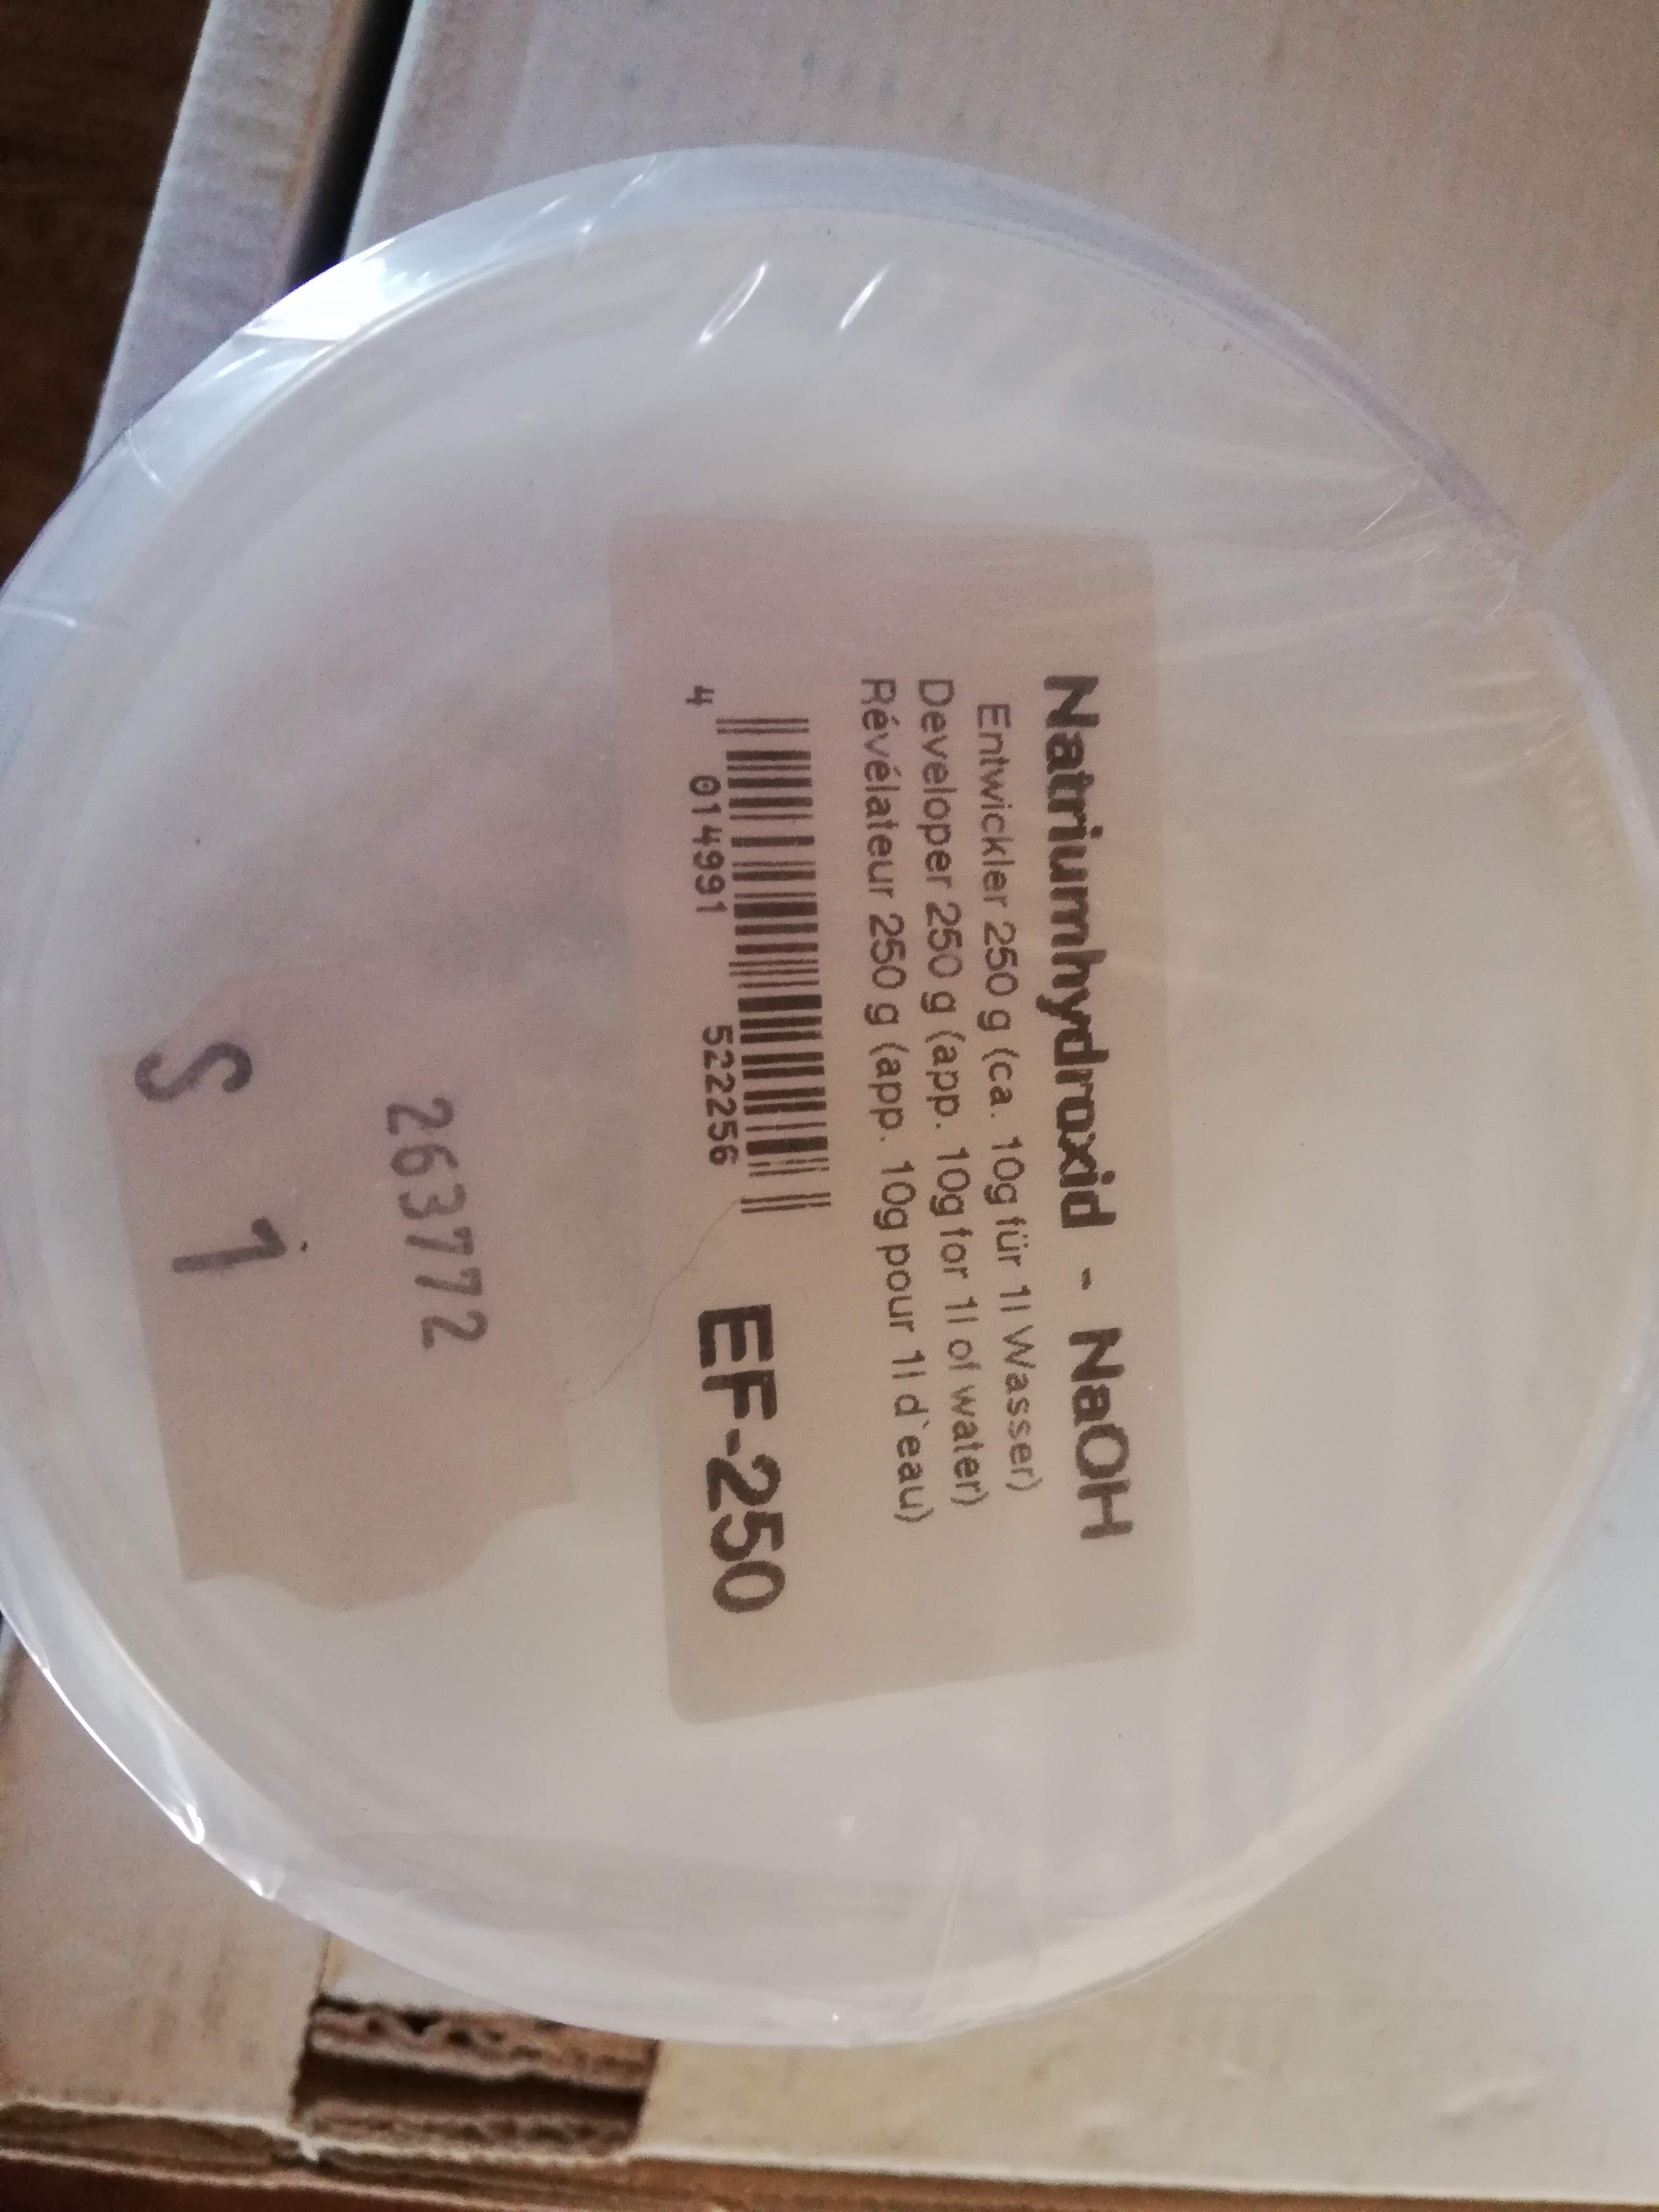 Natriumhydroxid - NaOH
Entwickler 250 g (ca. 10g für 1l Wasser)
Developer 250 g (app. 10g for 1l of water)
Révélateur 250 g (app. 10g pour 1l d`eau)
4 014991 522256
EF-250
263772
S 1